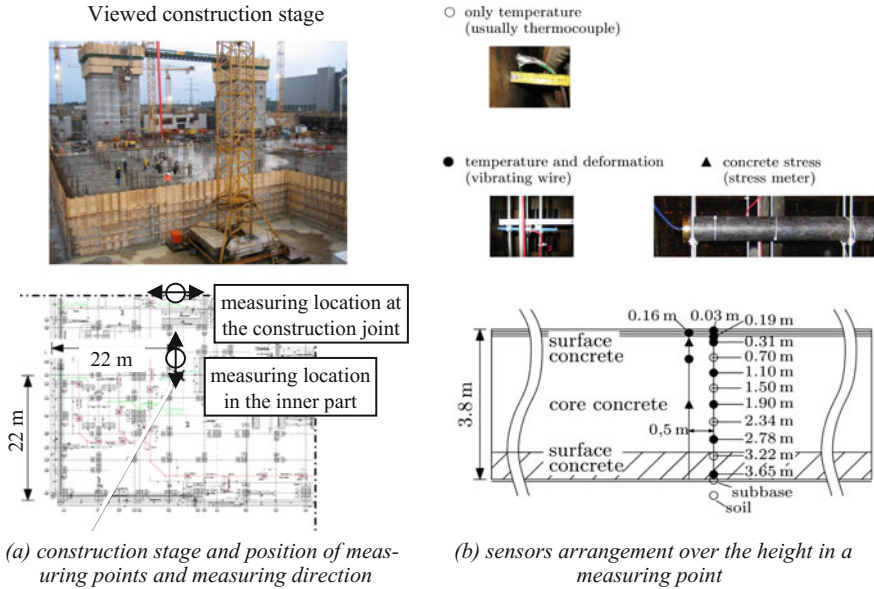 Viewed construction stage
22 m
22 m
measuring location at
the construction joint
measuring location
in the inner part
(a) construction stage and position of meas-
uring points and measuring direction
only temperature
(usually thermocouple)
temperature and deformation
(vibrating wire)
concrete stress
(stress meter)
0.16 m
0.03 m
0.19 m
0.31 m
0.70 m
1.10 m
1.50 m
1.90 m
2.34 m
2.78 m
3.22 m
3.65 m
subbase
soil
surface
concrete
core concrete
0,5 m
surface
concrete
3.8 m
(b) sensors arrangement over the height in a
measuring point